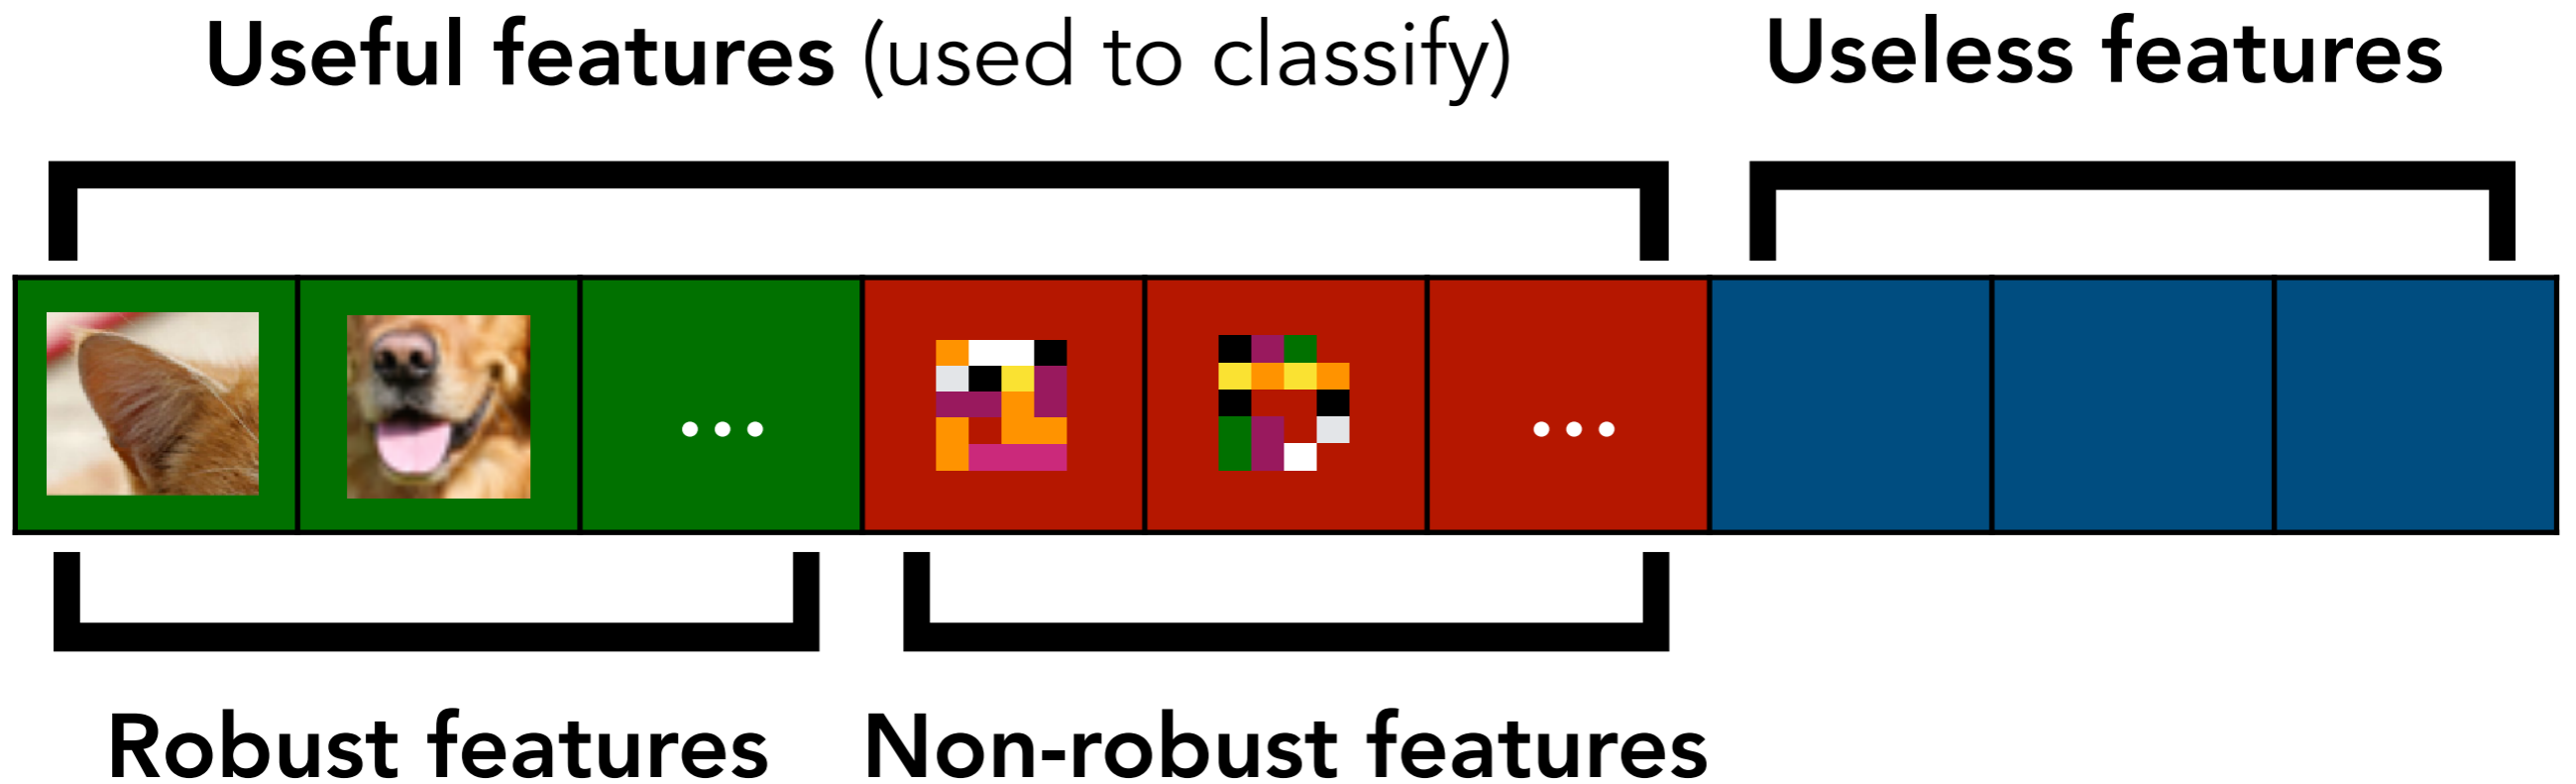 Useful features (used to classify)
Useless features
...
...
Robust features
Non-robust features